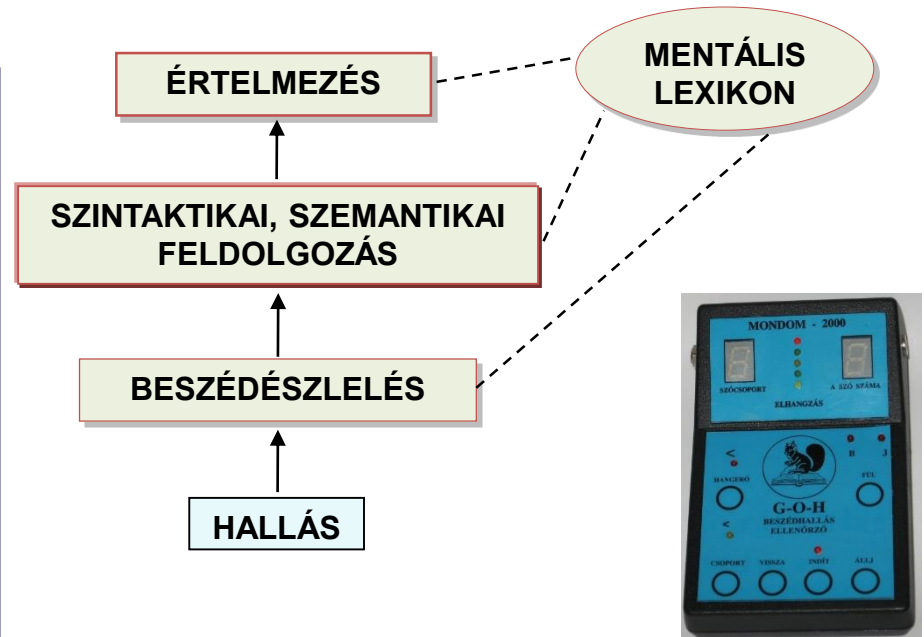 ÉRTELMEZÉS
MENTÁLIS
LEXIKON
SZINTAKTIKAI, SZEMANTIKAI
FELDOLGOZÁS
BESZÉDÉSZLELÉS
HALLÁS
MONDOM - 2000
SZÓCSOPORT
A SZÓ SZÁMA
ELHANGZÁS
B J
HANGERŐ
FÜL
G-O-H
BESZÉDHALLÁS
ELLENŐRZŐ
CSOPORT VISSZA INDÍT ÁLLJ